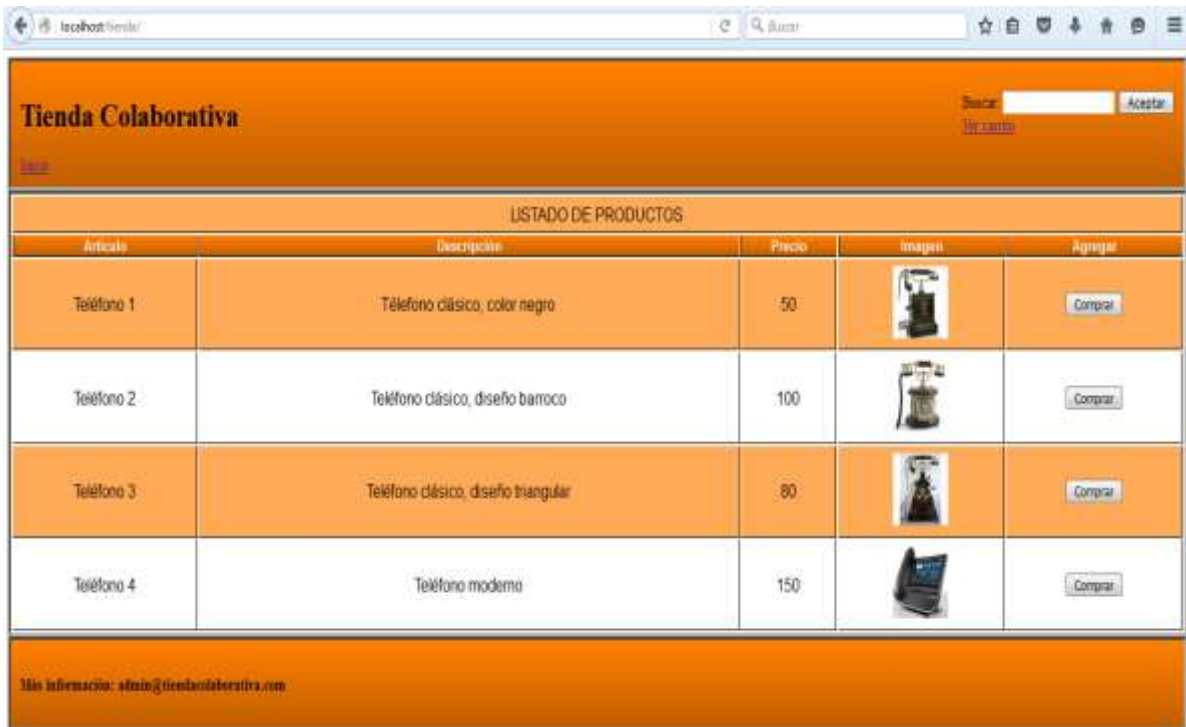 localhost/tienda/
Buscar
Tienda Colaborativa
Buscar: Aceptar
Ver carrito
Inicio
LISTADO DE PRODUCTOS
Artículo Descripción Precio Imagen Agregar
Teléfono 1 Télefono clásico, color negro 50 Comprar
Teléfono 2 Teléfono clásico, diseño barroco 100 Comprar
Teléfono 3 Teléfono clásico, diseño triangular 80 Comprar
Teléfono 4 Teléfono moderno 150 Comprar
Más información: admin@tiendacolaborativa.com